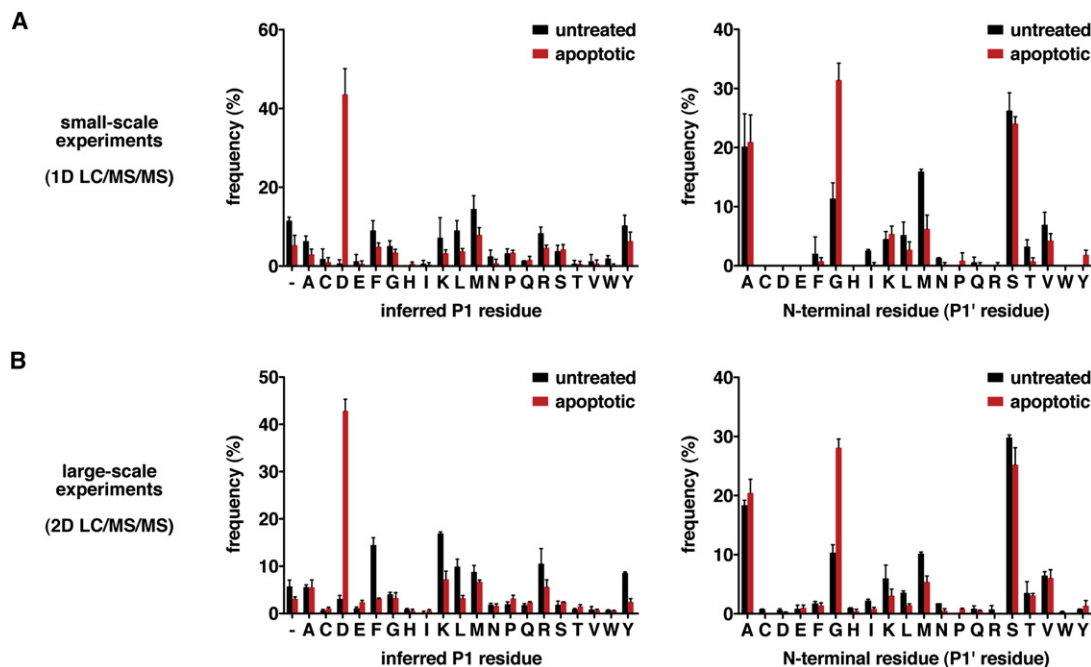 A
small-scale
experiments
(1D LC/MS/MS)
frequency (%)
60
40
20
0
untreated
apoptotic
- A C D E F G H I K L M N P Q R S T V W Y
inferred P1 residue
frequency (%)
40
30
20
10
0
untreated
apoptotic
A C D E F G H I K L M N P Q R S T V W Y
N-terminal residue (P1' residue)
B
large-scale
experiments
(2D LC/MS/MS)
frequency (%)
50
40
30
20
10
0
untreated
apoptotic
- A C D E F G H I K L M N P Q R S T V W Y
inferred P1 residue
frequency (%)
40
30
20
10
0
untreated
apoptotic
A C D E F G H I K L M N P Q R S T V W Y
N-terminal residue (P1' residue)